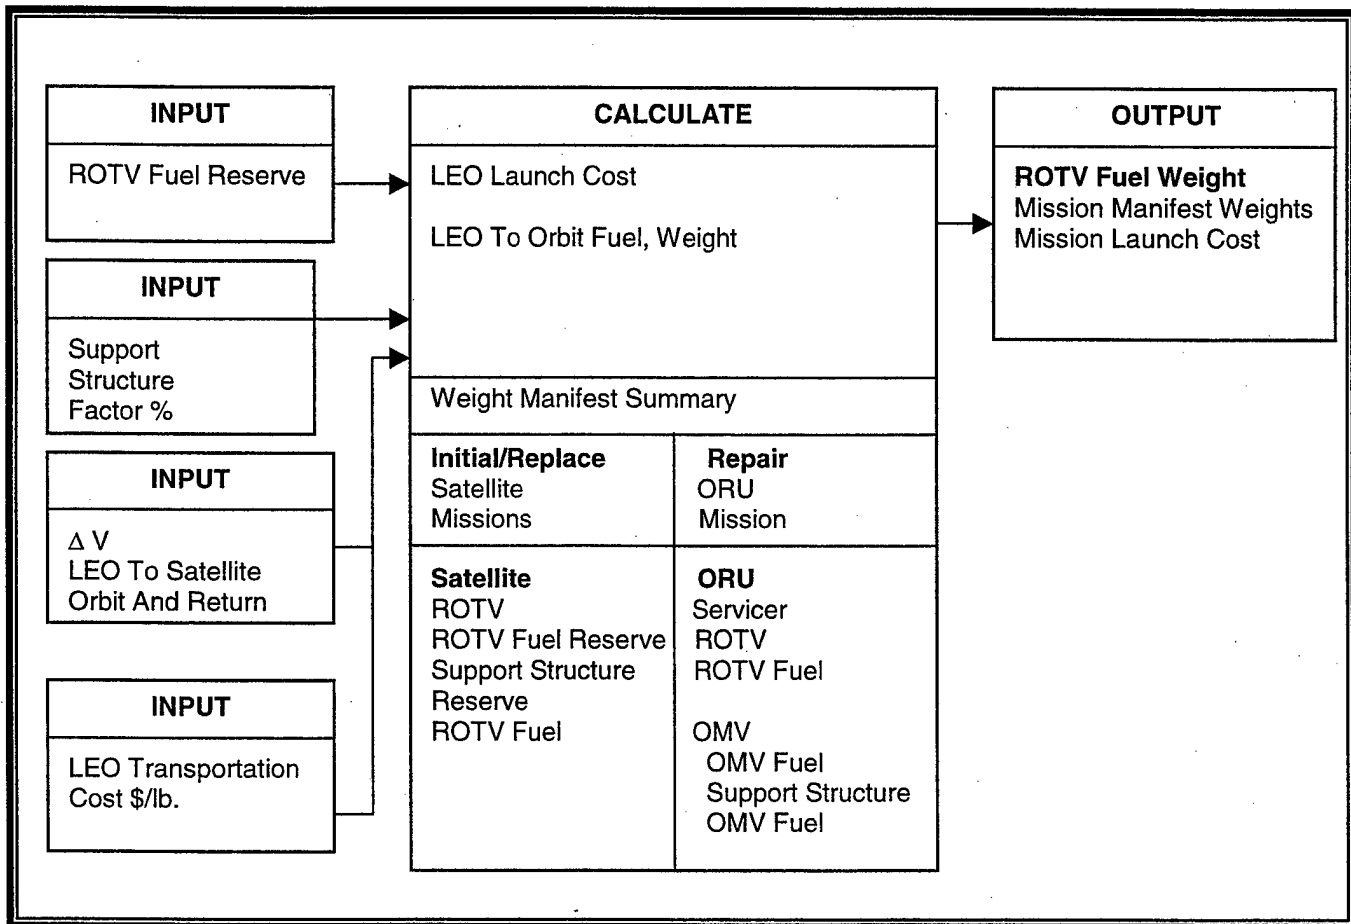 INPUT
ROTV Fuel Reserve
INPUT
Support
Structure
Factor %
INPUT
Δ V
LEO To Satellite
Orbit And Return
INPUT
LEO Transportation
Cost $/lb.
CALCULATE
LEO Launch Cost
LEO To Orbit Fuel, Weight
Weight Manifest Summary
Initial/Replace
Satellite
Missions
Repair
ORU
Mission
Satellite
ROTV
ROTV Fuel Reserve
Support Structure
Reserve
ROTV Fuel
ORU
Servicer
ROTV
ROTV Fuel
OMV
OMV Fuel
Support Structure
OMV Fuel
OUTPUT
ROTV Fuel Weight
Mission Manifest Weights
Mission Launch Cost